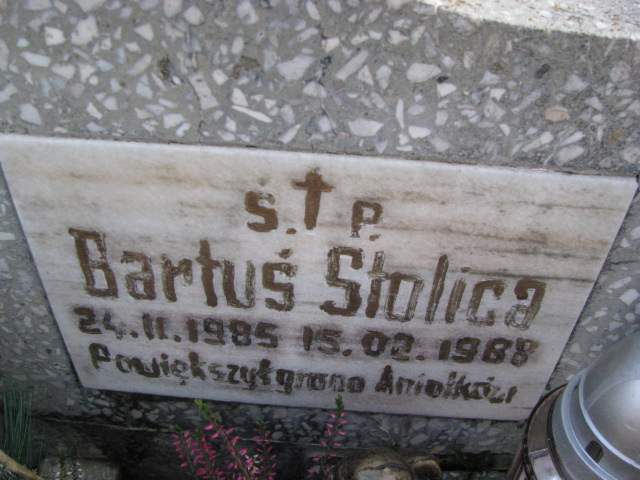 ś. † p.
Bartuś Stolica
24.11.1985 15.02.1988
Powiększył grono Aniołków